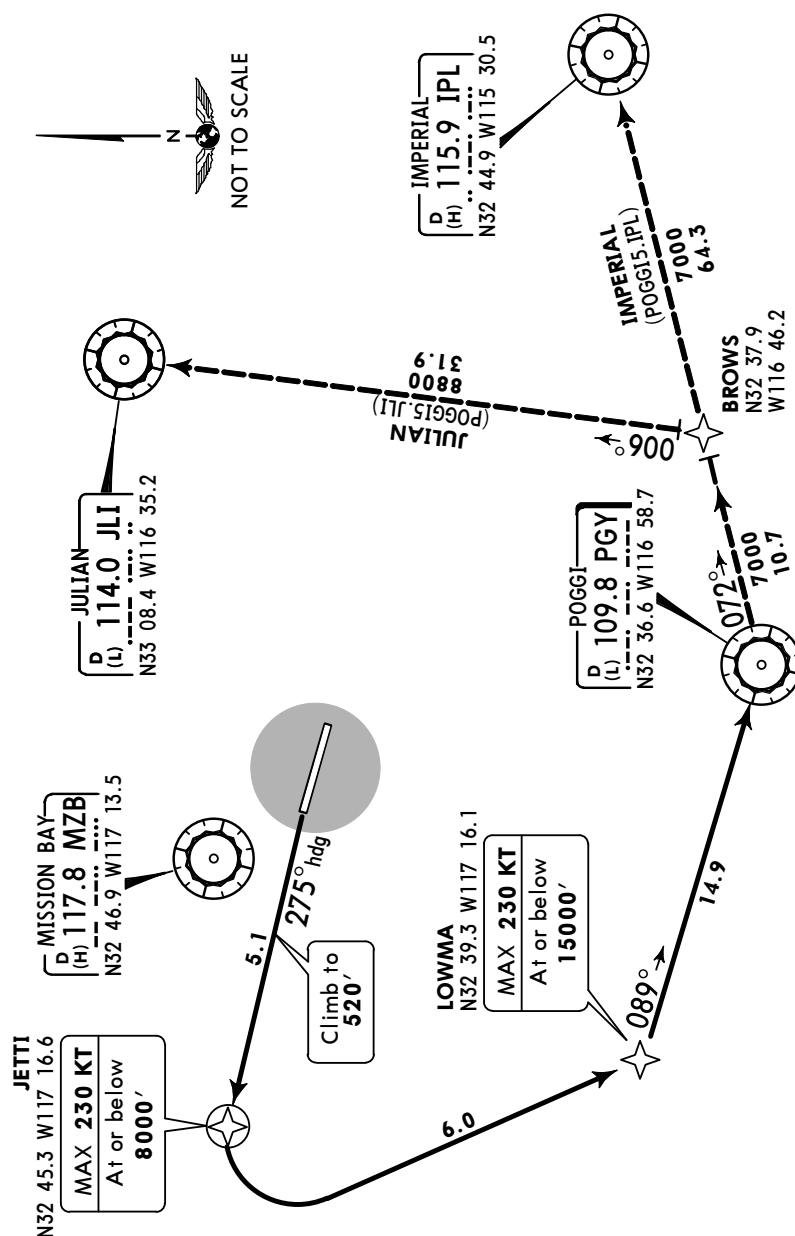 N
NOT TO SCALE
IMPERIAL
D
(H) 115.9 IPL
N32 44.9 W115 30.5
JULIAN
D
(L) 114.0 JLI
N33 08.4 W116 35.2
MISSION BAY
D
(H) 117.8 MZB
N32 46.9 W117 13.5
JETTI
N32 45.3 W117 16.6
MAX 230 KT
At or below
8000'
5.1
275° hdg
Climb to
520'
6.0
LOWMA
N32 39.3 W117 16.1
MAX 230 KT
At or below
15000'
089°
14.9
POGGI
D
(L) 109.8 PGY
N32 36.6 W116 58.7
072°
7000
10.7
BROWS
N32 37.9
W116 46.2
006°
JULIAN
(POGGI5.JLI)
8800
31.9
IMPERIAL
(POGGI5.IPL)
7000
64.3